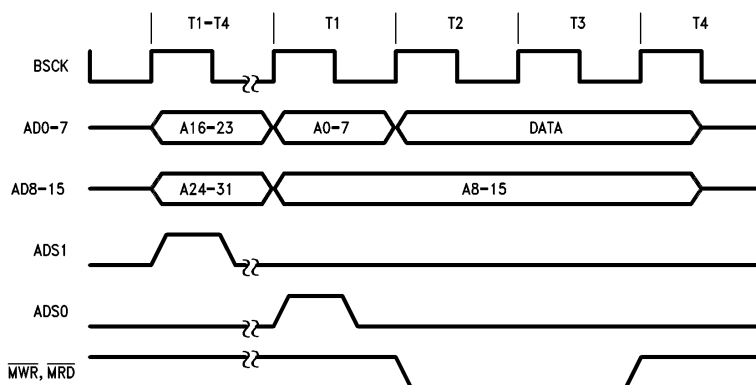 T1-T4 T1 T2 T3 T4
BSCK
AD0-7 A16-23 A0-7 DATA
AD8-15 A24-31 A8-15
ADS1
ADS0
MWR, MRD